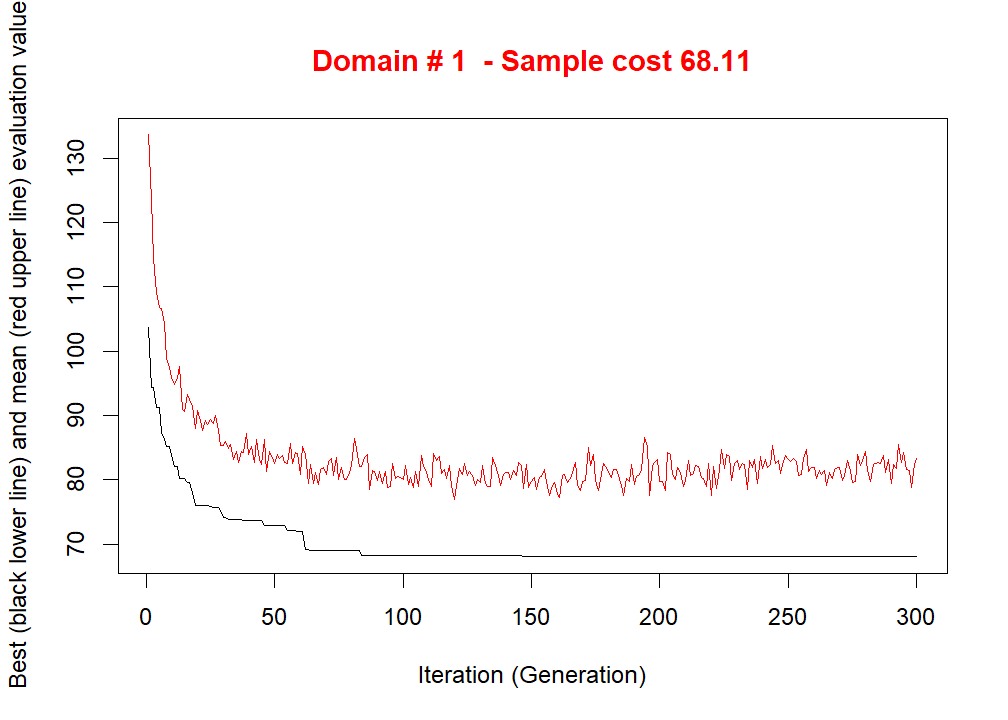 Domain # 1  - Sample cost 68.11
Best (black lower line) and mean (red upper line) evaluation value
130
120
110
100
90
80
70
0 50 100 150 200 250 300
Iteration (Generation)